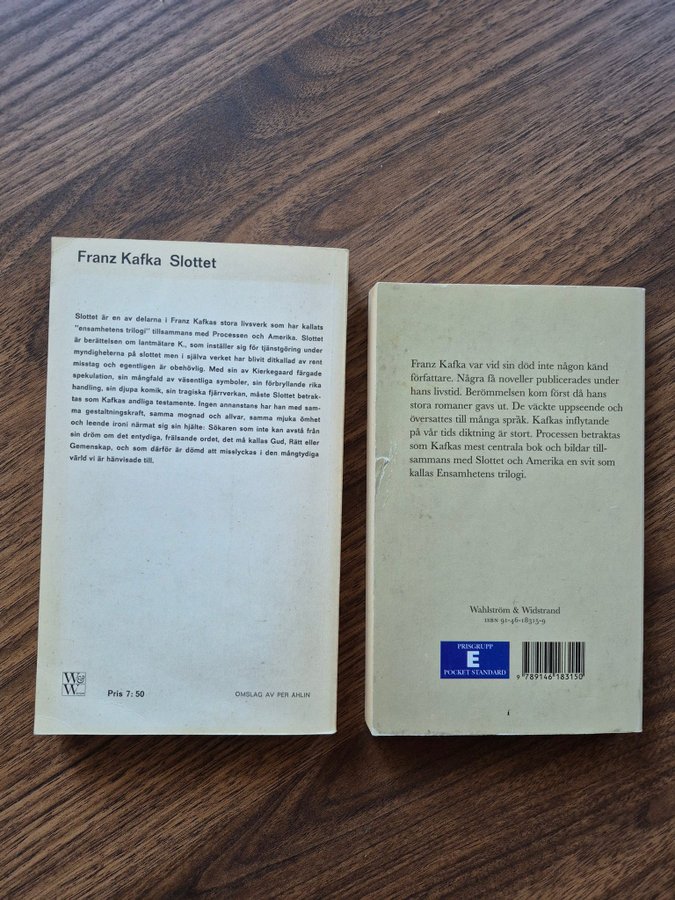 Franz Kafka Slottet
Slottet är en av delarna i Franz Kafkas stora livsverk som har kallats
"ensamhetens trilogi" tillsammans med Processen och Amerika. Slottet
är berättelsen om lantmätare K., som inställer sig för tjänstgöring under
myndigheterna på slottet men i själva verket har blivit ditkallad av rent
misstag och egentligen är obehövlig. Med sin av Kierkegaard färgade
spekulation, sin mångfald av väsentliga symboler, sin förbryllande rika
handling, sin djupa komik, sin tragiska fjärrverkan, måste Slottet betrak-
tas som Kafkas andliga testamente. Ingen annanstans har han med sam-
ma gestaltningskraft, samma mognad och allvar, samma mjuka ömhet
och leende ironi närmat sig sin hjälte: Sökaren som inte kan avstå från
sin dröm om det entydiga, frälsande ordet, det må kallas Gud, Rätt eller
Gemenskap, och som därför är dömd att misslyckas i den mångtydiga
värld vi är hänvisade till.
W&W
Pris 7: 50
OMSLAG AV PER ÅHLIN
Franz Kafka var vid sin död inte någon känd
författare. Några få noveller publicerades under
hans livstid. Berömmelsen kom först då hans
stora romaner gavs ut. De väckte uppseende och
översattes till många språk. Kafkas inflytande
på vår tids diktning är stort. Processen betraktas
som Kafkas mest centrala bok och bildar till-
sammans med Slottet och Amerika en svit som
kallas Ensamhetens trilogi.
Wahlström & Widstrand
ISBN 91-46-18315-9
PRISGRUPP
E
POCKET STANDARD
9 789146 183150